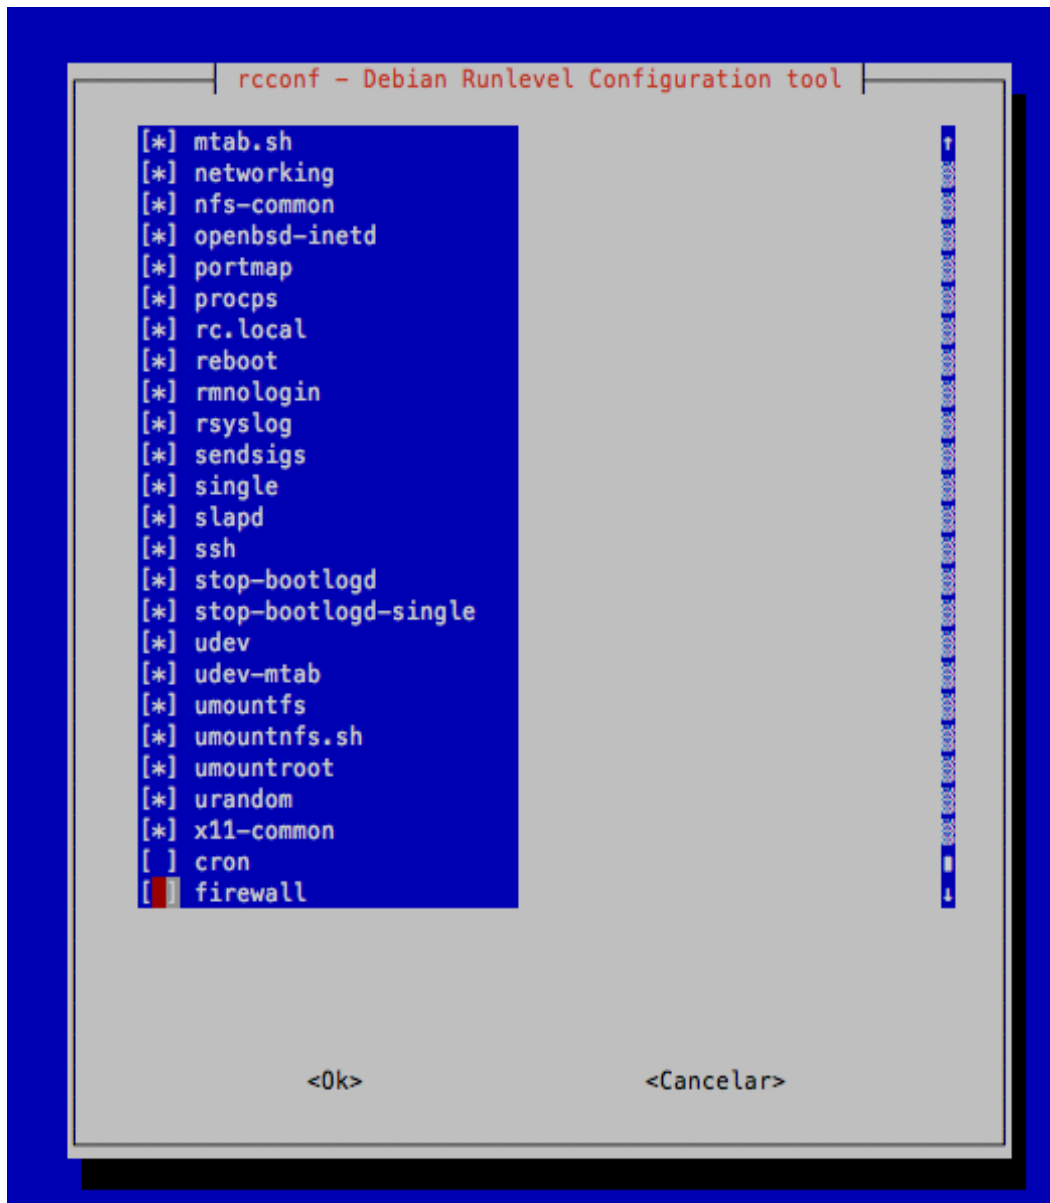 rcconf – Debian Runlevel Configuration tool
[*] mtab.sh
[*] networking
[*] nfs-common
[*] openbsd-inetd
[*] portmap
[*] procps
[*] rc.local
[*] reboot
[*] rmnologin
[*] rsyslog
[*] sendsigs
[*] single
[*] slapd
[*] ssh
[*] stop-bootlogd
[*] stop-bootlogd-single
[*] udev
[*] udev-mtab
[*] umountfs
[*] umountnfs.sh
[*] umountroot
[*] urandom
[*] x11-common
[ ] cron
[ ] firewall
<Ok> <Cancelar>